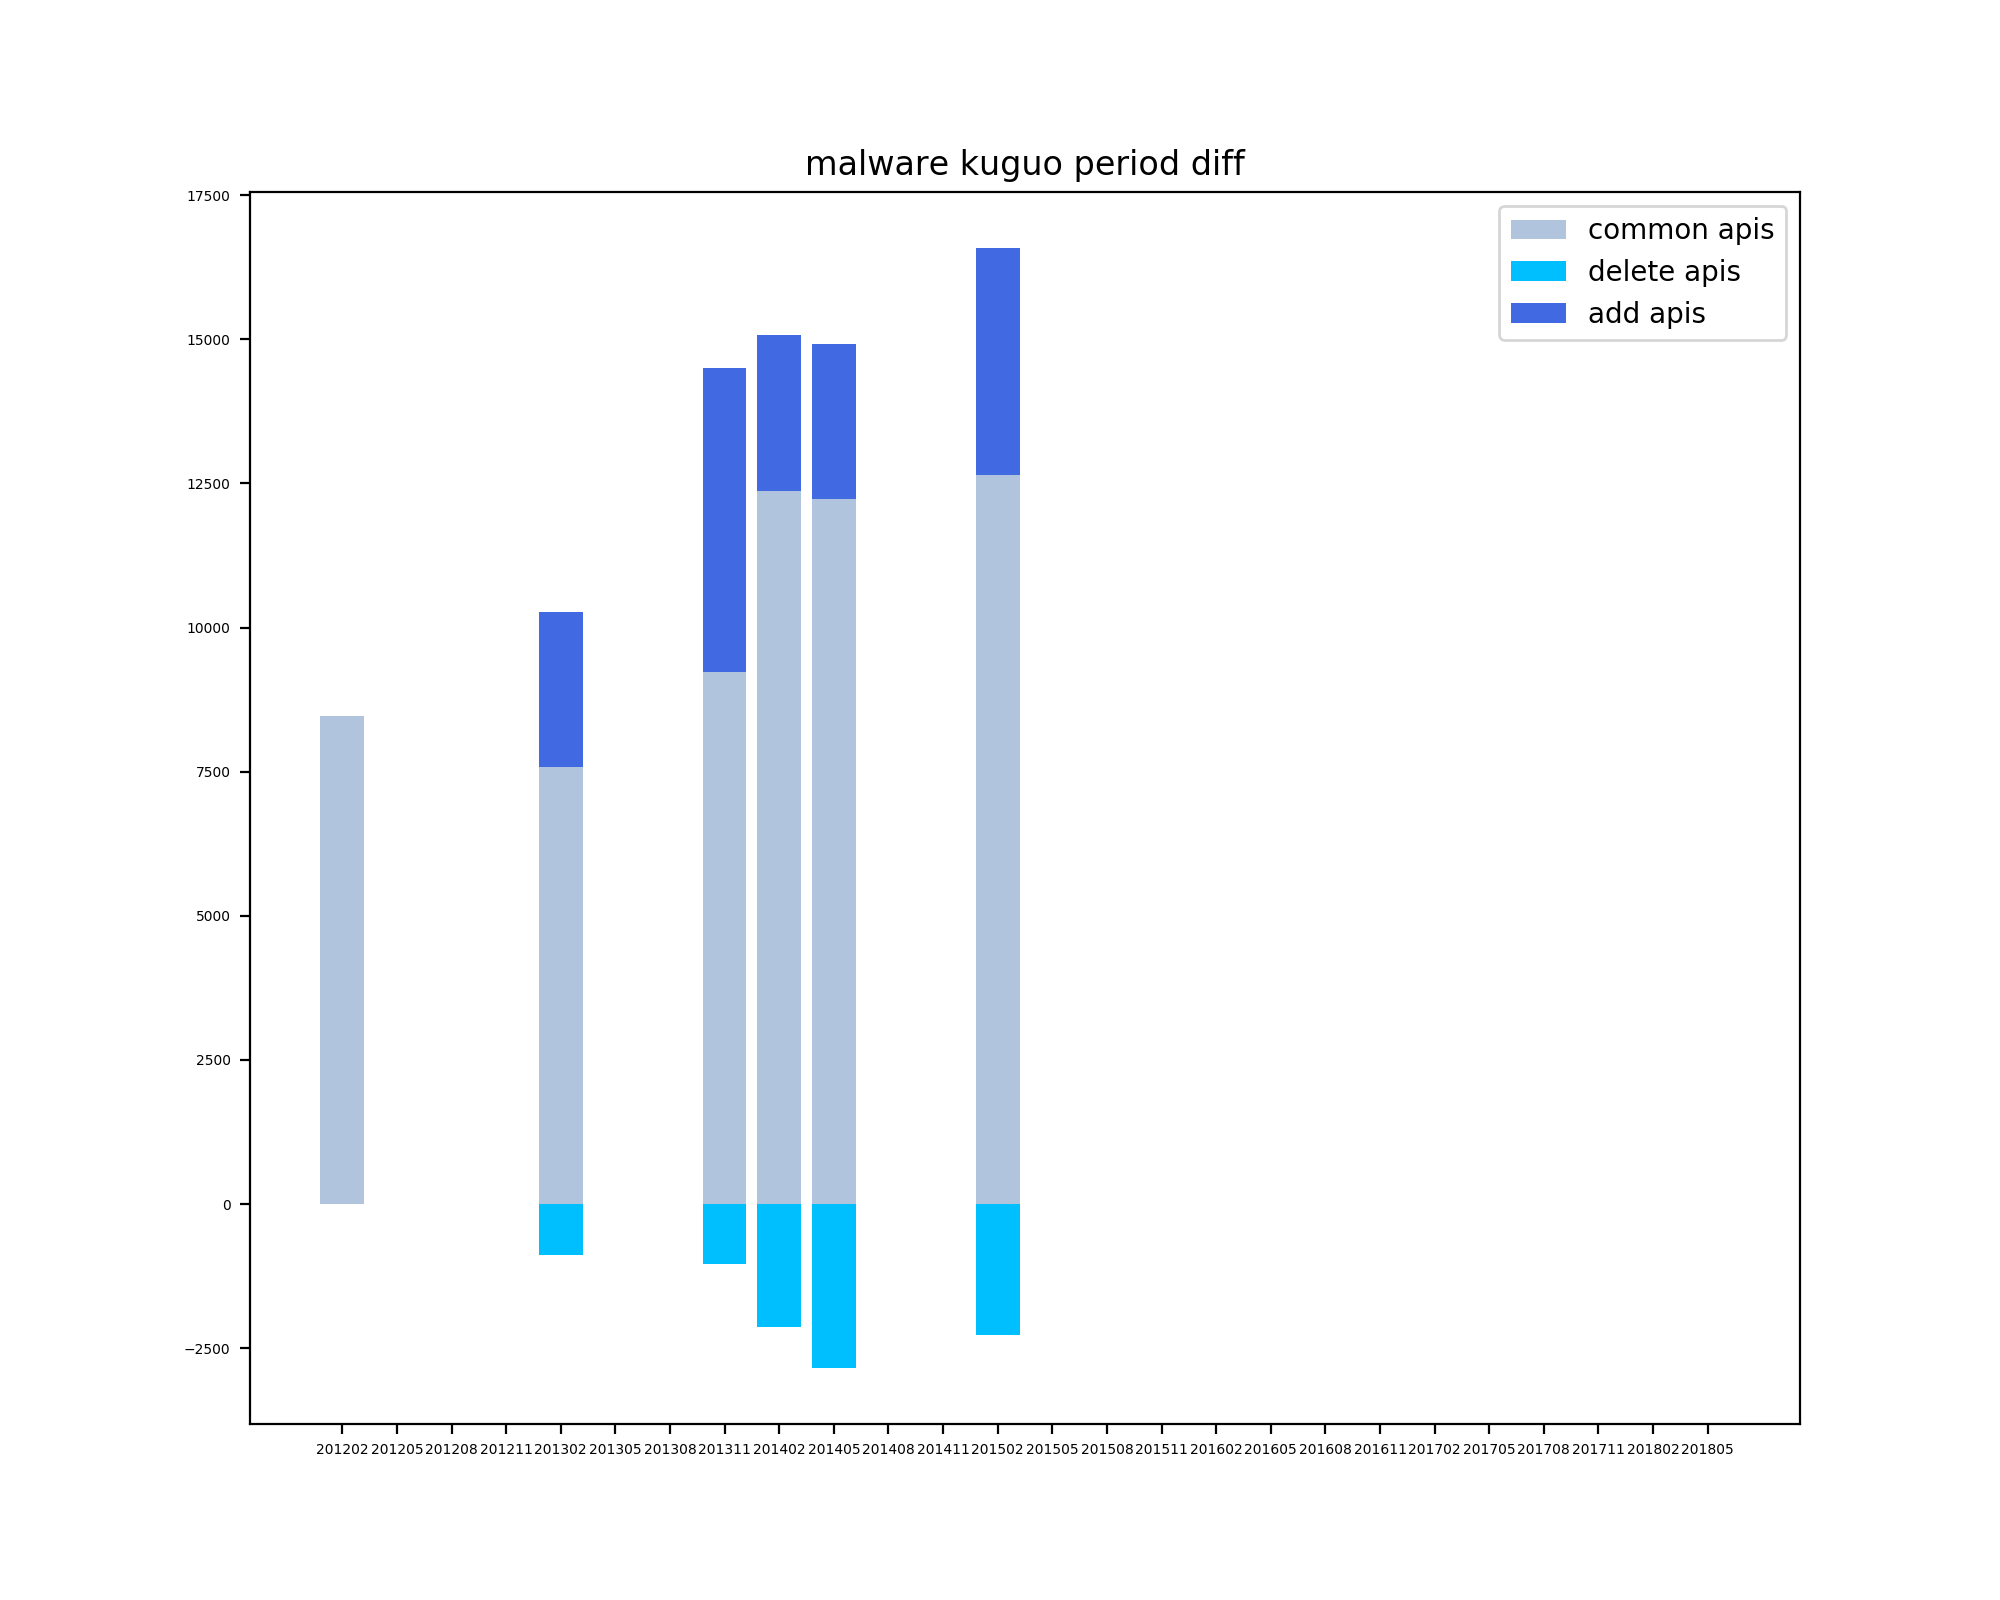 malware kuguo period diff
17500
15000
12500
10000
7500
5000
2500
0
−2500
common apis
delete apis
add apis
201202 201205 201208 201211 201302 201305 201308 201311 201402 201405 201408 201411 201502 201505 201508 201511 201602 201605 201608 201611 201702 201705 201708 201711 201802 201805